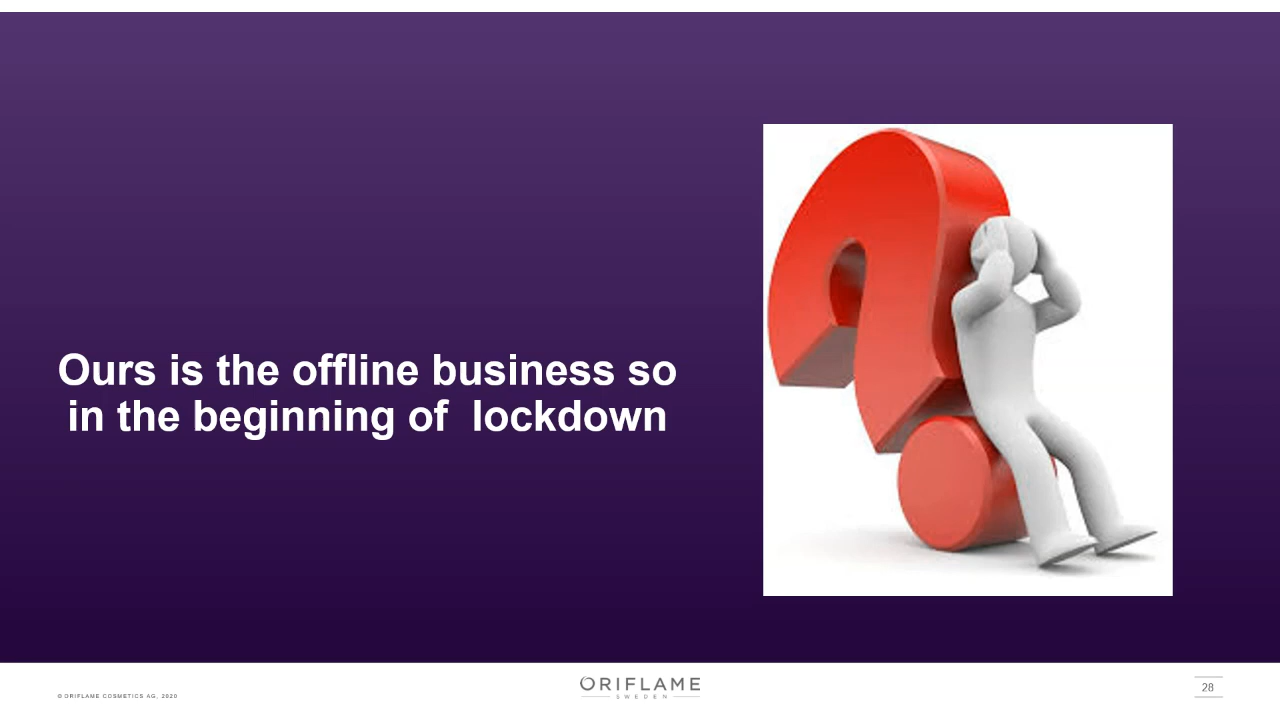 Ours is the offline business so
in the beginning of  lockdown
© ORIFLAME COSMETICS AG, 2020
ORIFLAME
SWEDEN
28